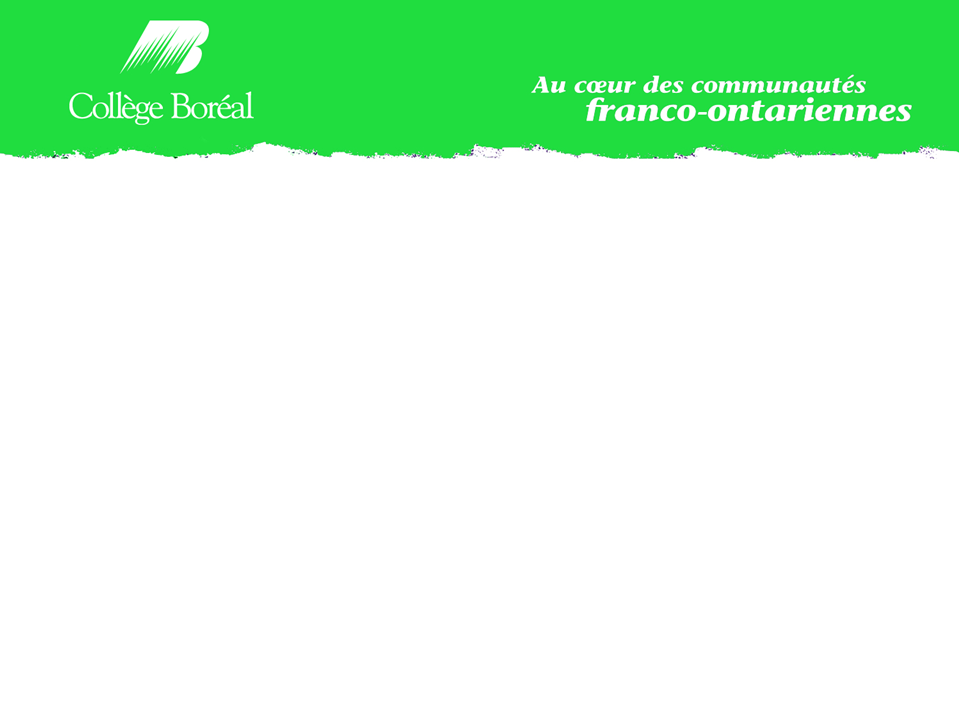 Collège Boréal
Au cœur des communautés
franco-ontariennes